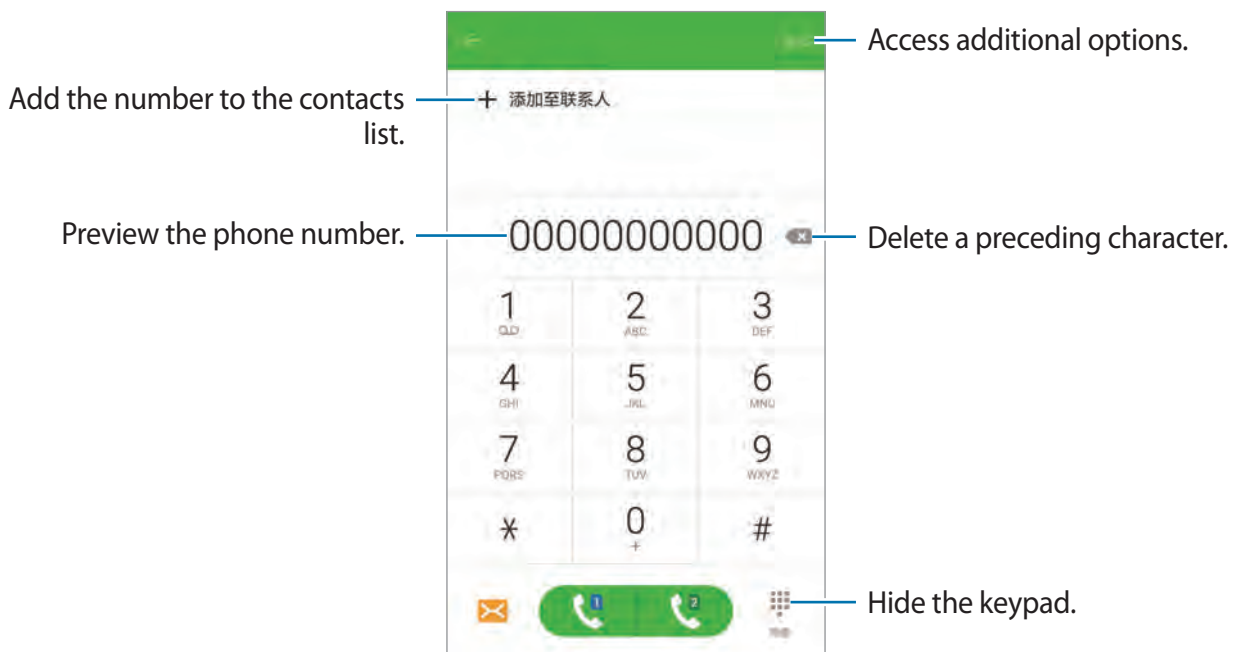 Access additional options.
Add the number to the contacts
list.
添加至联系人
Preview the phone number.
00000000000
Delete a preceding character.
1 2 3
ABC DEF
4 5 6
GHI JKL MNO
7 8 9
PQRS TUV WXYZ
* 0 #
+
1 2
Hide the keypad.